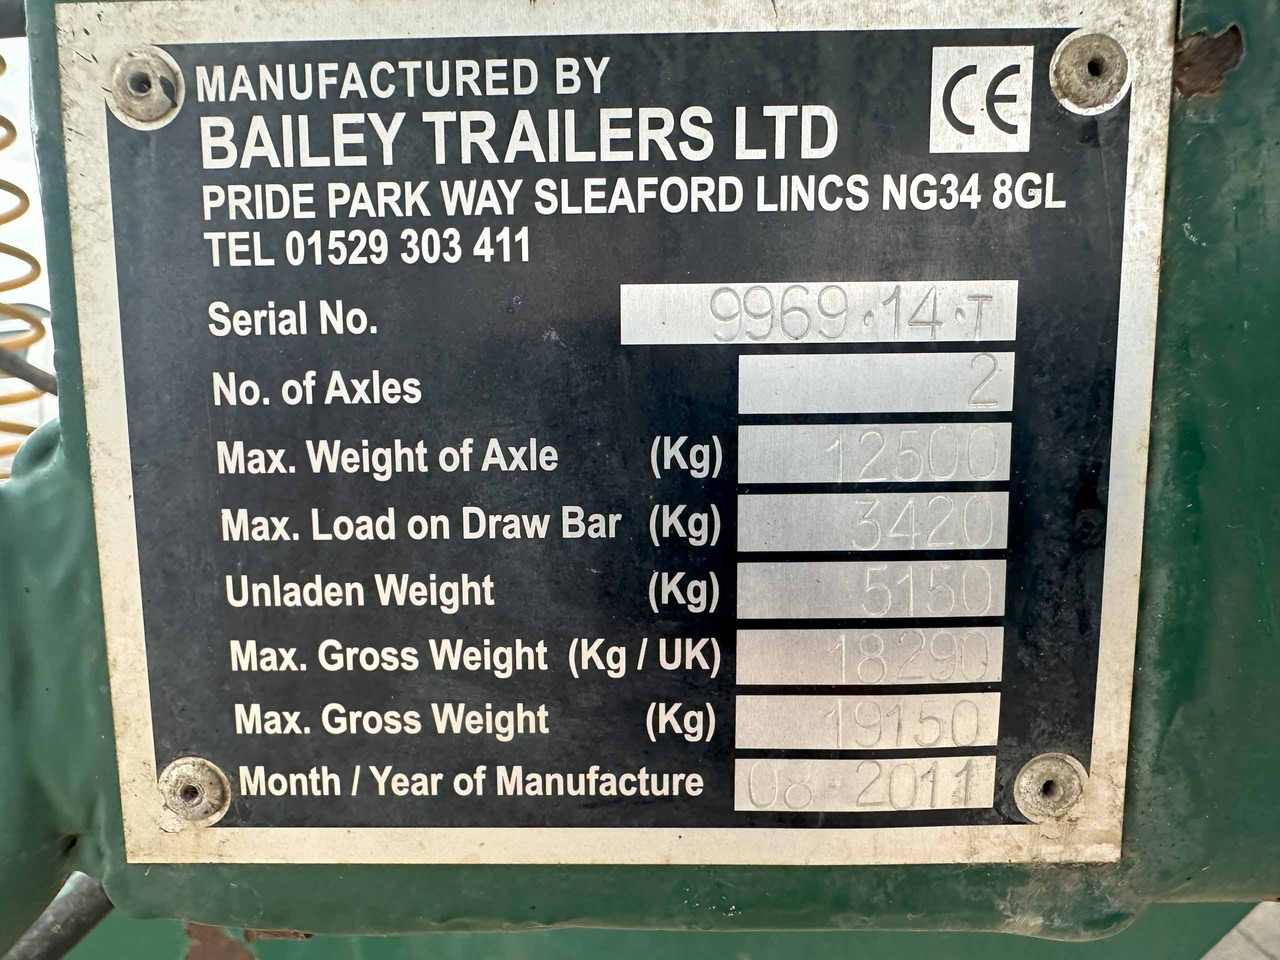 MANUFACTURED BY
CE
BAILEY TRAILERS LTD
PRIDE PARK WAY SLEAFORD LINCS NG34 8GL
TEL 01529 303 411
Serial No. 9969·14·T
No. of Axles 2
Max. Weight of Axle (Kg) 12500
Max. Load on Draw Bar (Kg) 3420
Unladen Weight (Kg) 5150
Max. Gross Weight (Kg / UK) 18290
Max. Gross Weight (Kg) 19150
Month / Year of Manufacture 08·2011